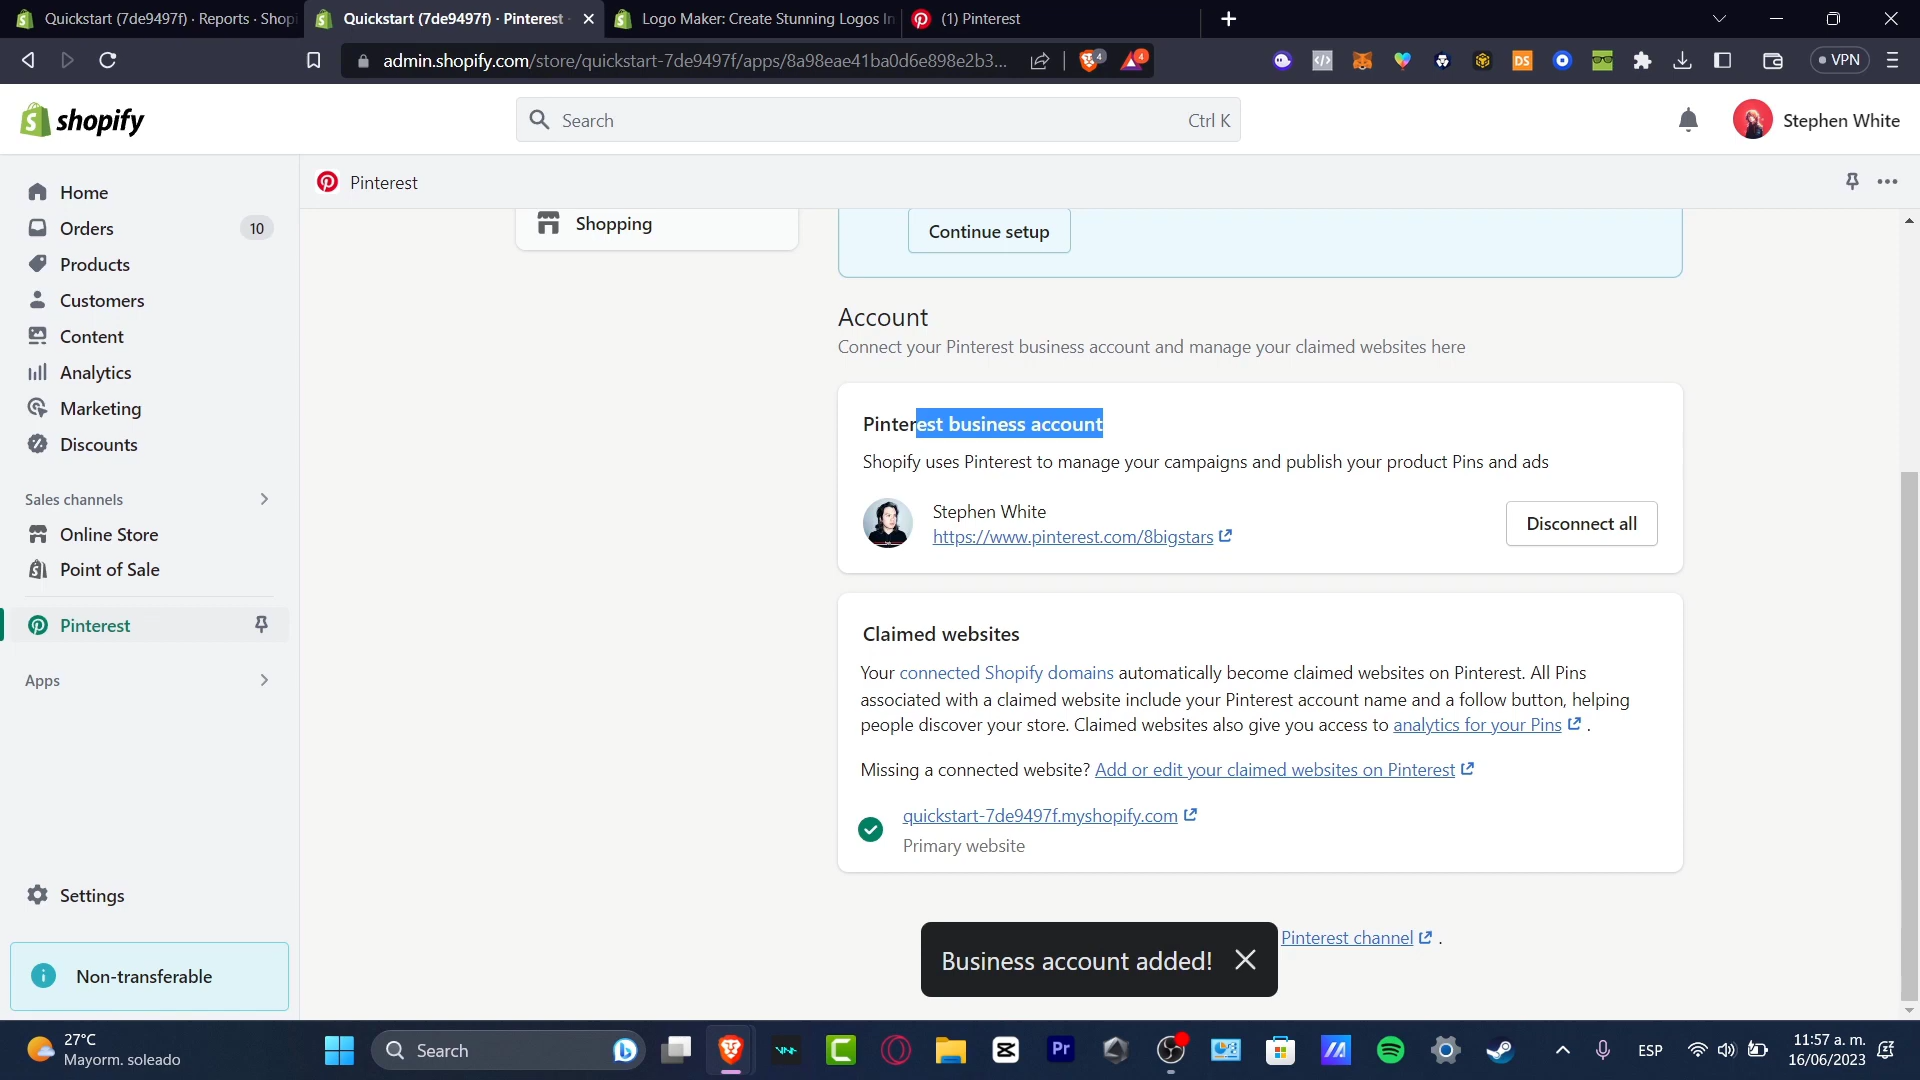 Quickstart (7de9497f) · Reports · Shopi
Quickstart (7de9497f) · Pinterest
Logo Maker: Create Stunning Logos In
(1) Pinterest
admin.shopify.com/store/quickstart-7de9497f/apps/8a98eae41ba0d6e898e2b3...
4
4
DS
VPN
shopify
Search
Ctrl K
Stephen White
Home
Orders
10
Products
Customers
Content
Analytics
Marketing
Discounts
Sales channels
Online Store
Point of Sale
Pinterest
Apps
Settings
Non-transferable
Pinterest
Shopping
Continue setup
Account
Connect your Pinterest business account and manage your claimed websites here
Pinterest business account
Shopify uses Pinterest to manage your campaigns and publish your product Pins and ads
Stephen White
https://www.pinterest.com/8bigstars
Disconnect all
Claimed websites
Your connected Shopify domains automatically become claimed websites on Pinterest. All Pins
associated with a claimed website include your Pinterest account name and a follow button, helping
people discover your store. Claimed websites also give you access to analytics for your Pins .
Missing a connected website? Add or edit your claimed websites on Pinterest
quickstart-7de9497f.myshopify.com
Primary website
Pinterest channel .
Business account added!
27°C
Mayorm. soleado
Search
Pr
ESP
11:57 a. m.
16/06/2023